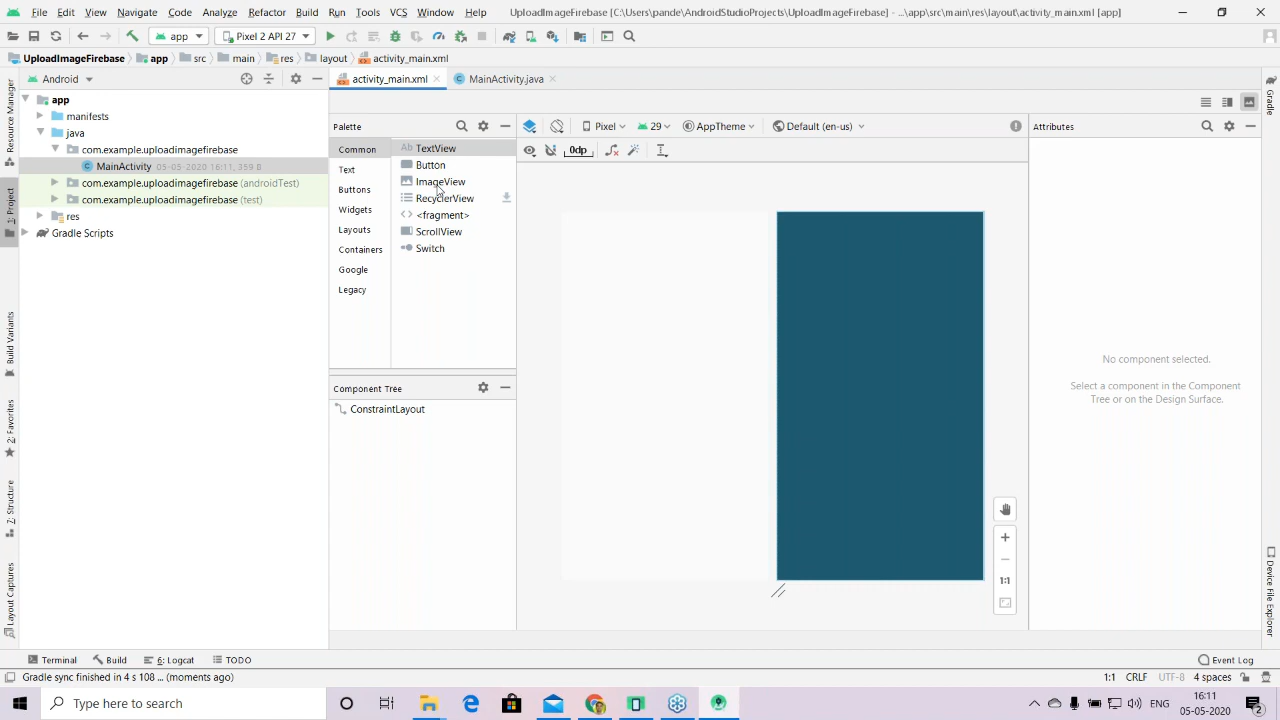 File Edit View Navigate Code Analyze Refactor Build Run Tools VCS Window Help UploadImageFirebase [C:\Users\pande\AndroidStudioProjects\UploadImageFirebase] - ...\app\src\main\res\layout\activity_main.xml [app]
app Pixel 2 API 27
UploadImageFirebase app src main res layout activity_main.xml
Android activity_main.xml MainActivity.java
app
manifests
java
com.example.uploadimagefirebase
MainActivity 05-05-2020 16:11, 359 B
com.example.uploadimagefirebase (androidTest)
com.example.uploadimagefirebase (test)
res
Gradle Scripts
Resource Manager
1: Project
Build Variants
2: Favorites
Z: Structure
Layout Captures
Palette
Common
Text
Buttons
Widgets
Layouts
Containers
Google
Legacy
Ab TextView
Button
ImageView
RecyclerView
<fragment>
ScrollView
Switch
Component Tree
ConstraintLayout
Pixel 29 AppTheme Default (en-us)
0dp
1:1
Attributes
No component selected.
Select a component in the Component
Tree or on the Design Surface.
Gradle
Device File Explorer
Terminal Build 6: Logcat TODO Event Log
Gradle sync finished in 4 s 108 ... (moments ago) 1:1 CRLF UTF-8 4 spaces
Type here to search ENG 16:11
05-05-2020 2